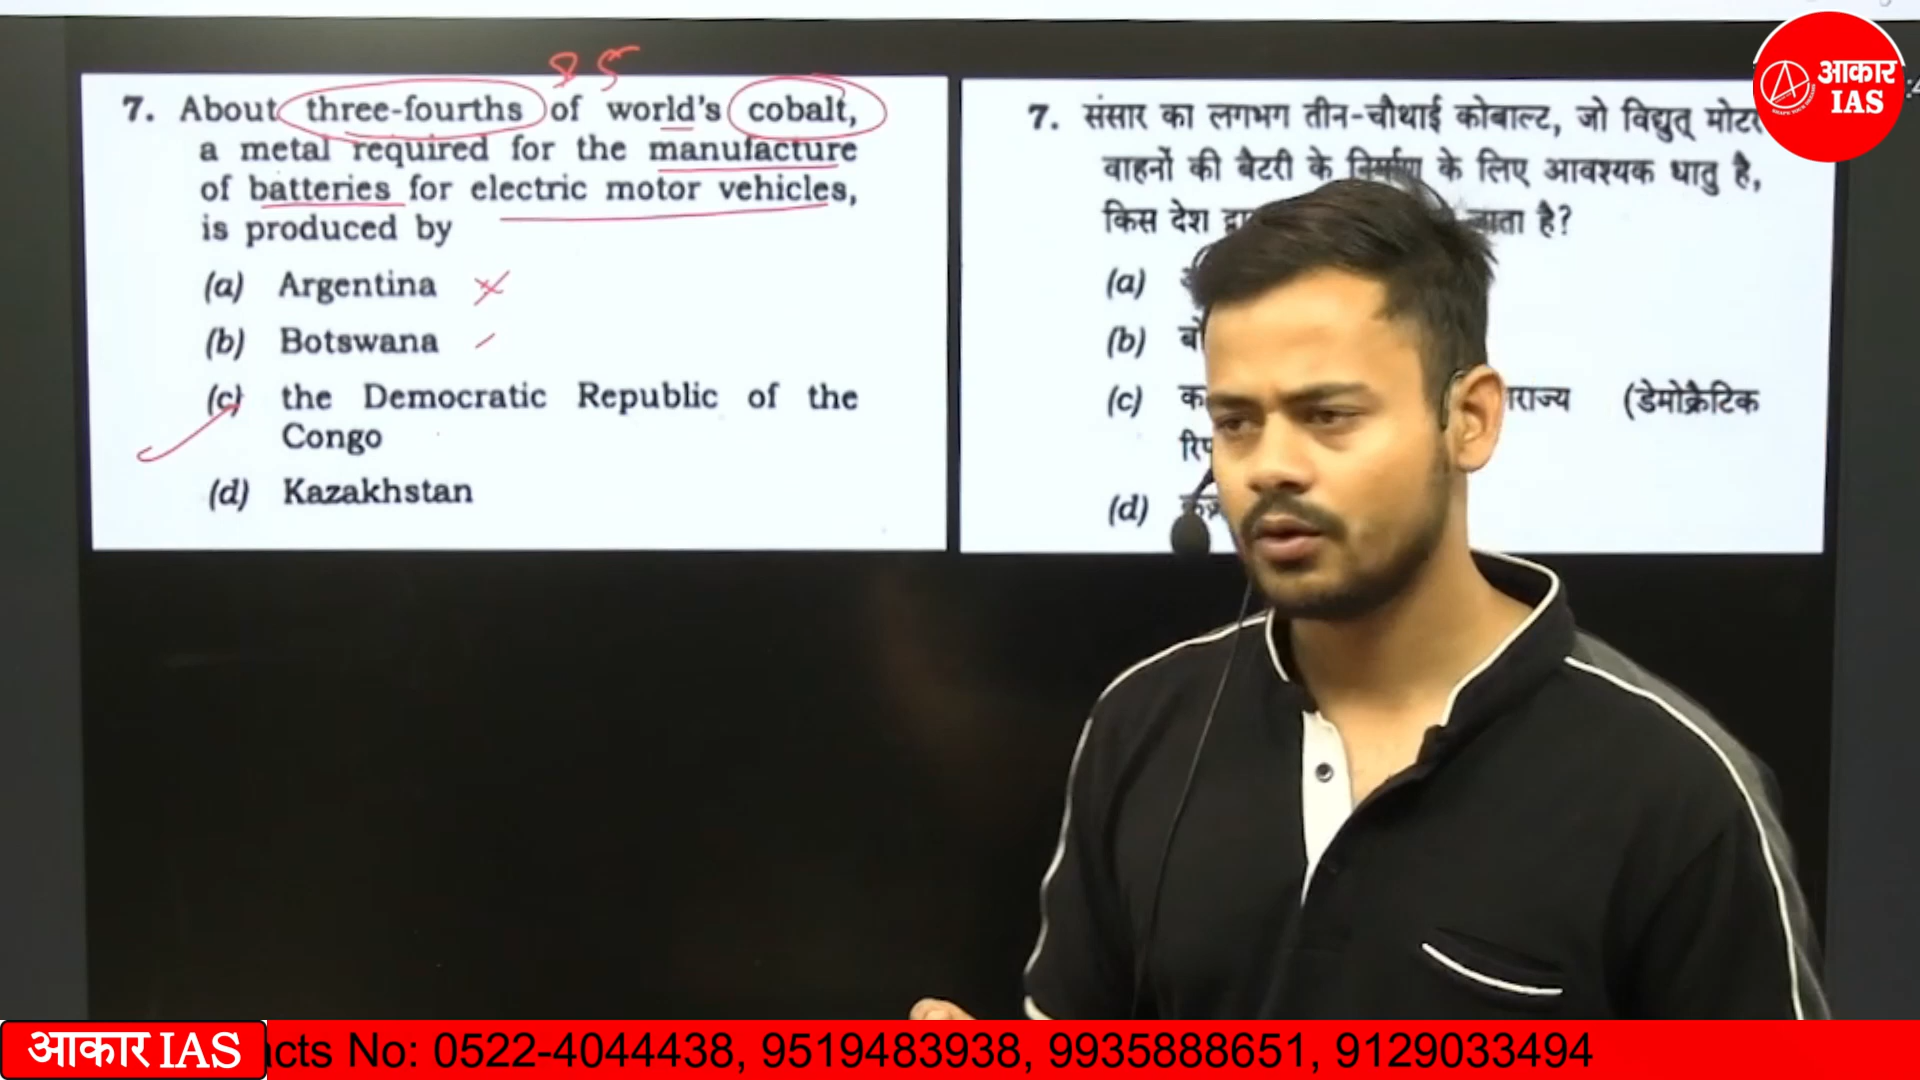 85
7. About three-fourths of world's cobalt,
a metal required for the manufacture
of batteries for electric motor vehicles,
is produced by
(a) Argentina
(b) Botswana
(c) the Democratic Republic of the
Congo
(d) Kazakhstan
7. संसार का लगभग तीन-चौथाई कोबाल्ट, जो विद्युत् मोटर
वाहनों की बैटरी के निर्माण के लिए आवश्यक धातु है,
किस देश जाता है?
(a)
(b)
(c) (डेमोक्रैटिक
(d)
आकार
IAS
आकार IAS
No: 0522-4044438, 9519483938, 9935888651, 9129033494